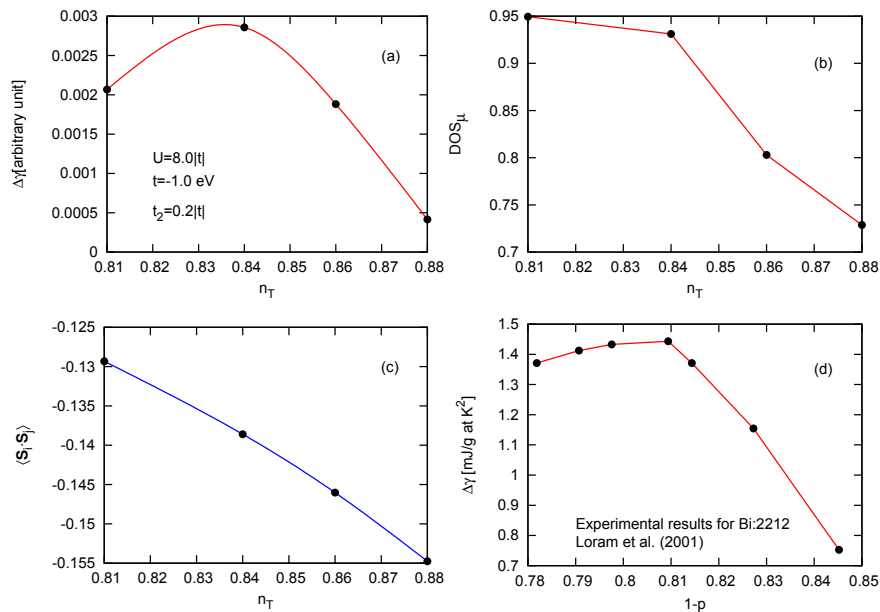 0.003
0.0025
0.002
0.0015
0.001
0.0005
0
Δγ[arbitrary unit]
(a)
U=8.0|t|
t=-1.0 eV
t₂=0.2|t|
0.81 0.82 0.83 0.84 0.85 0.86 0.87 0.88
n_T
0.95
0.9
0.85
0.8
0.75
0.7
DOS_μ
(b)
0.81 0.82 0.83 0.84 0.85 0.86 0.87 0.88
n_T
-0.125
-0.13
-0.135
-0.14
-0.145
-0.15
-0.155
⟨S_i·S_j⟩
(c)
0.81 0.82 0.83 0.84 0.85 0.86 0.87 0.88
n_T
1.5
1.4
1.3
1.2
1.1
1
0.9
0.8
0.7
Δγ [mJ/g at K²]
(d)
Experimental results for Bi:2212
Loram et al. (2001)
0.78 0.79 0.8 0.81 0.82 0.83 0.84 0.85
1-p